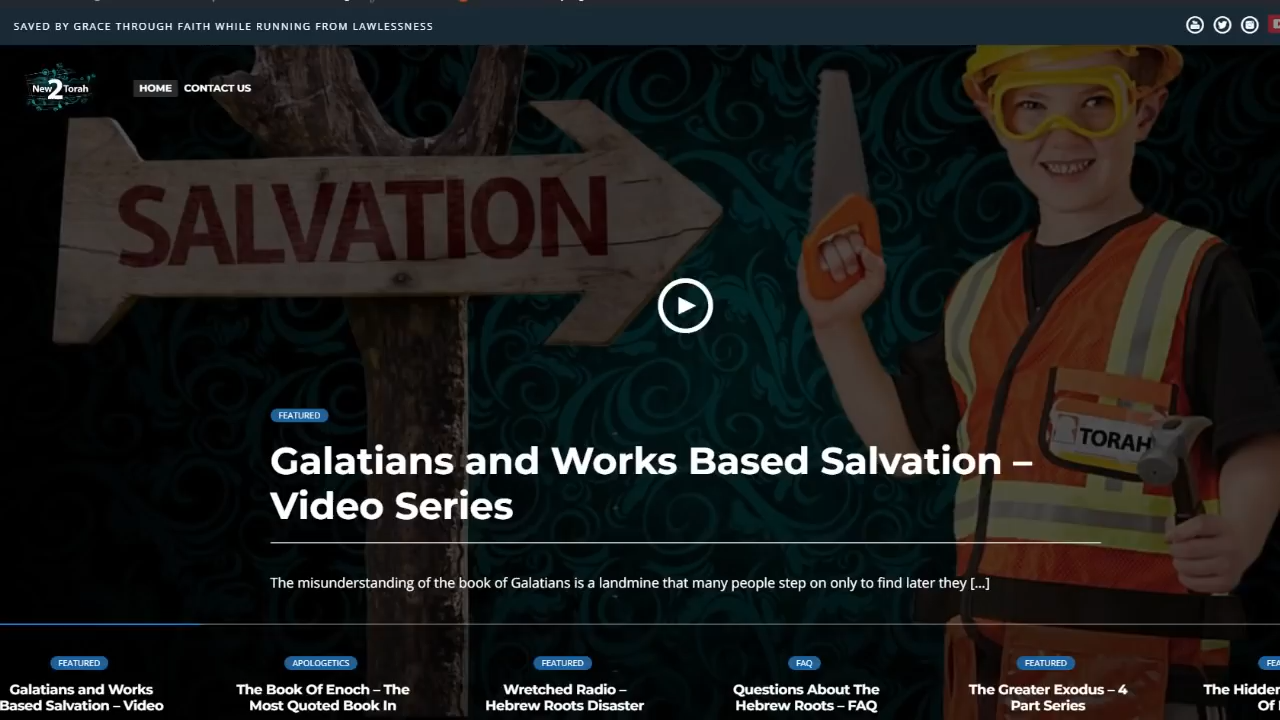 SAVED BY GRACE THROUGH FAITH WHILE RUNNING FROM LAWLESSNESS
New2Torah
HOME
CONTACT US
SALVATION
TORAH
FEATURED
Galatians and Works Based Salvation –
Video Series
The misunderstanding of the book of Galatians is a landmine that many people step on only to find later they [...]
FEATURED
Galatians and Works
Based Salvation – Video
APOLOGETICS
The Book Of Enoch – The
Most Quoted Book In
FEATURED
Wretched Radio –
Hebrew Roots Disaster
FAQ
Questions About The
Hebrew Roots – FAQ
FEATURED
The Greater Exodus – 4
Part Series
FEA
The Hidden
Of